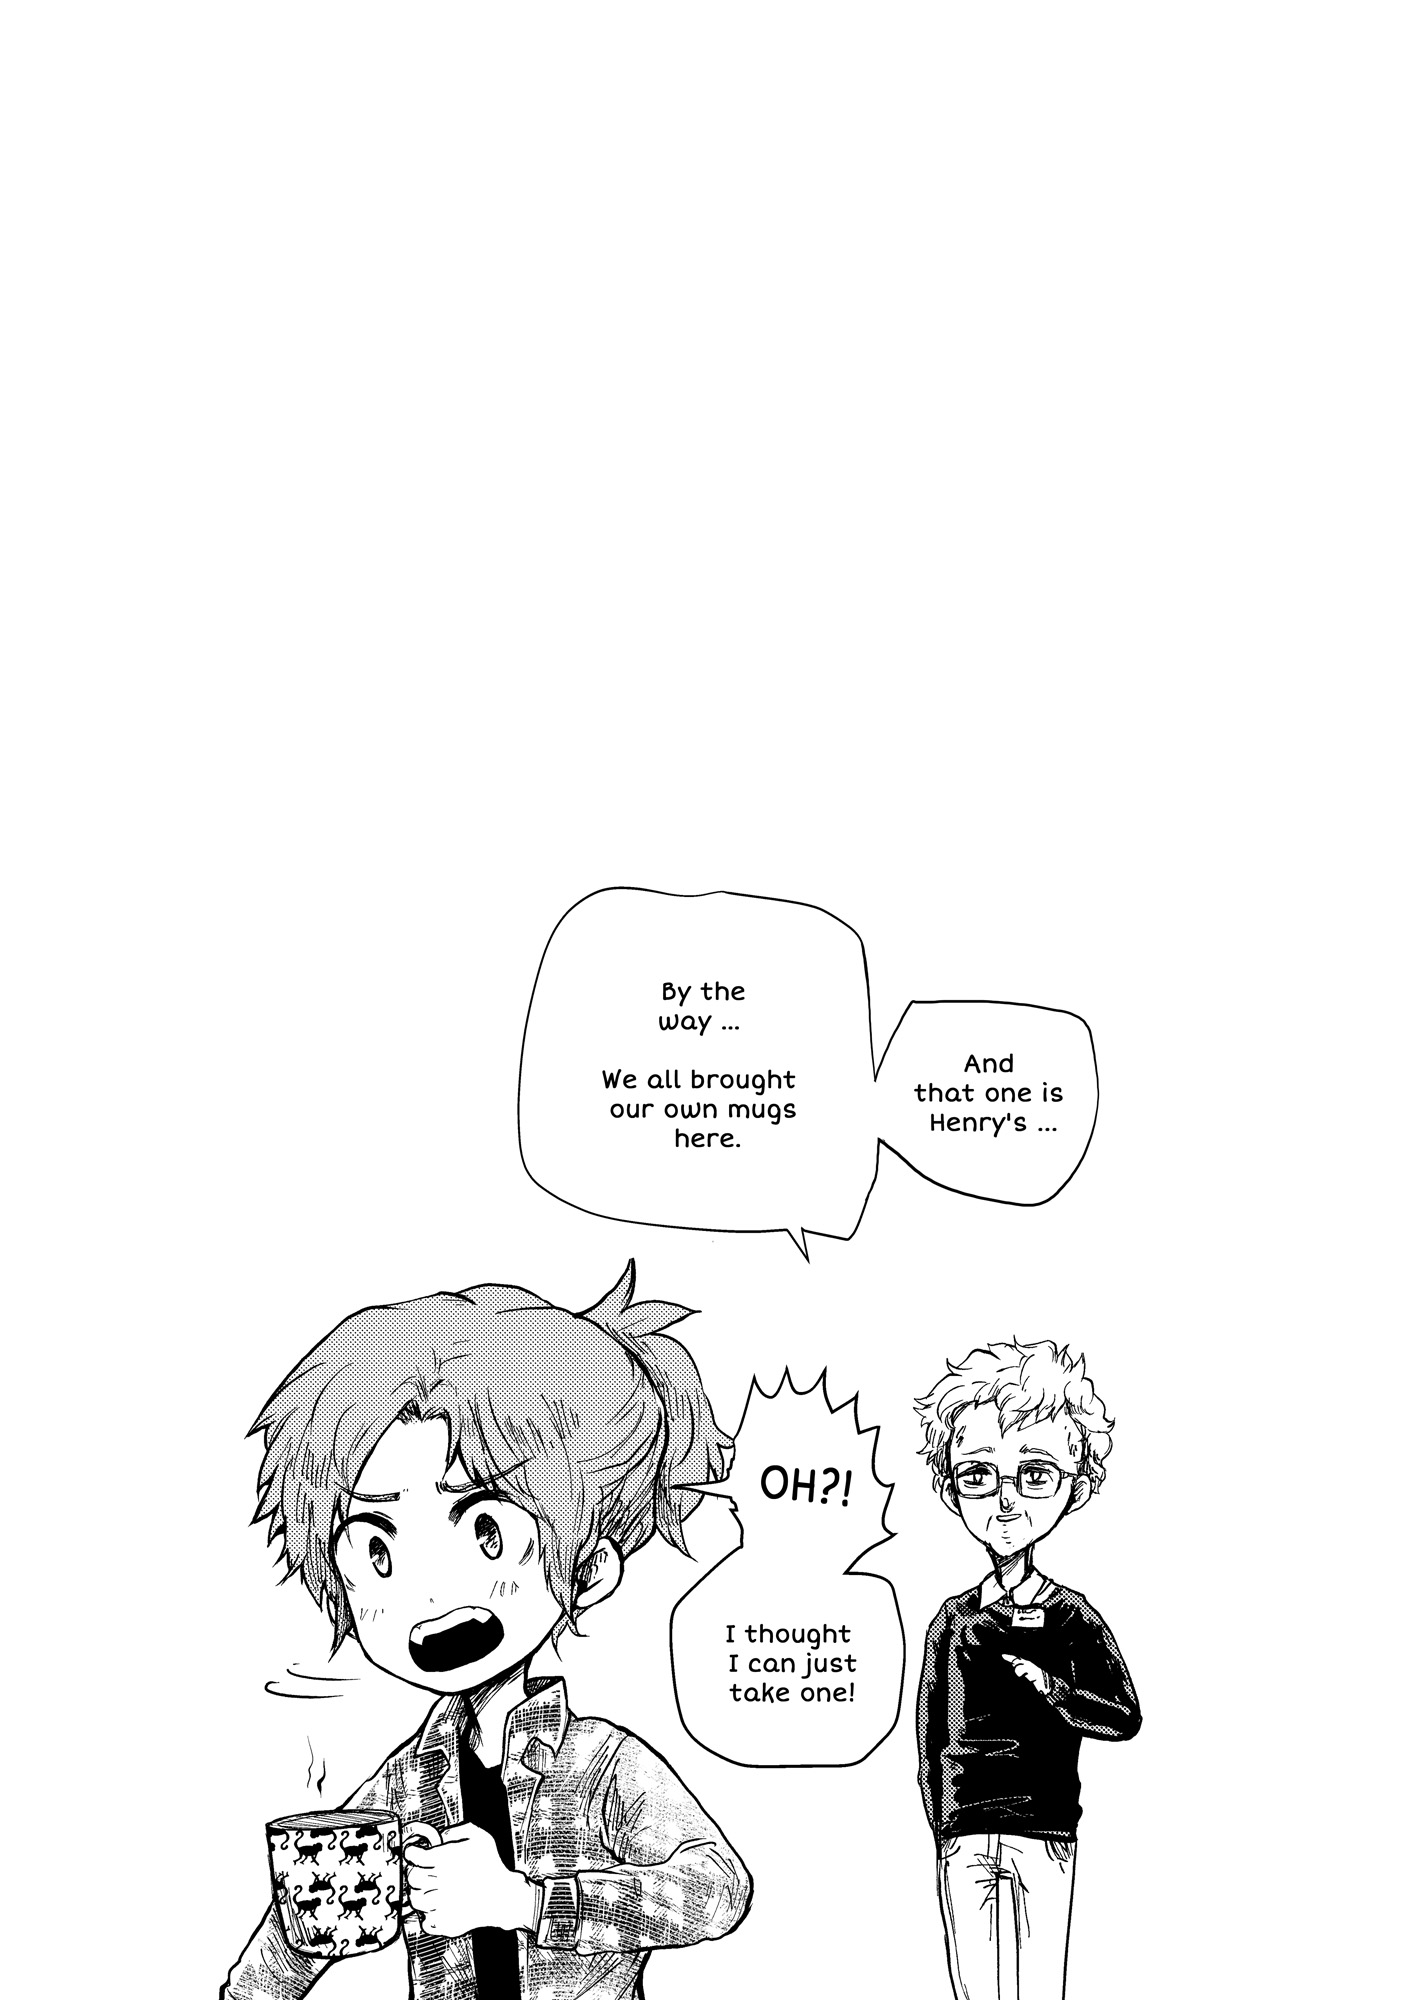 By the
way ...
We all brought
our own mugs
here.
And
that one is
Henry's ...
OH?!
I thought
I can just
take one!